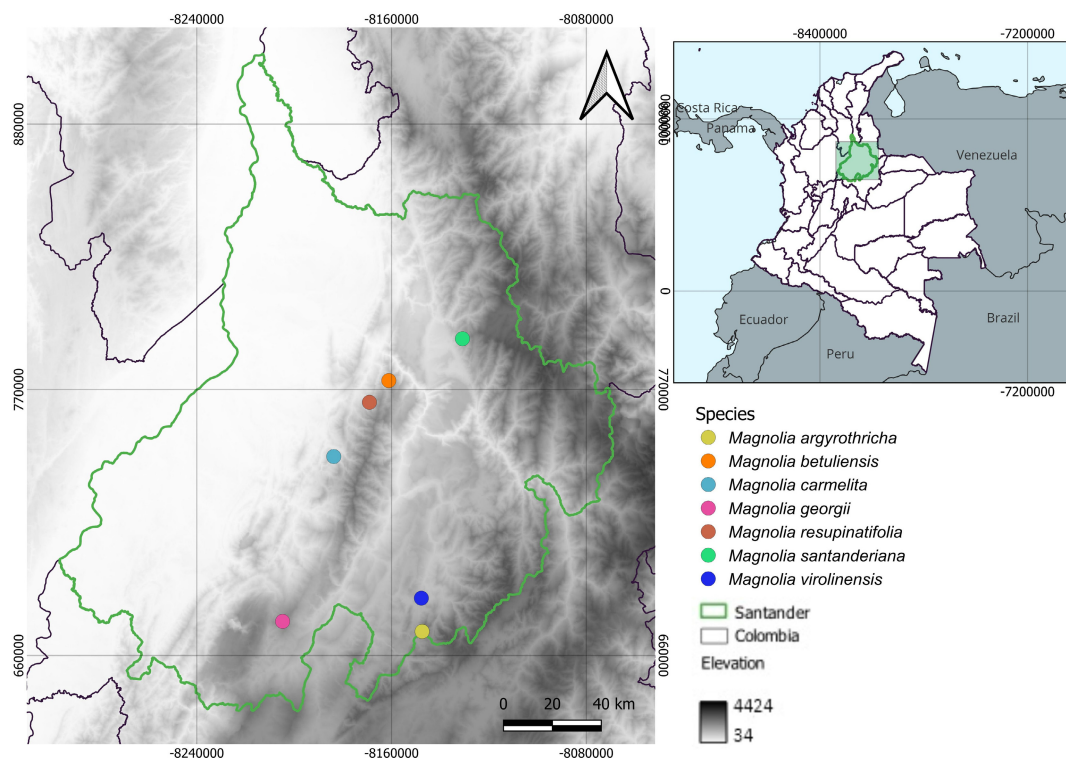 -8240000 -8160000 -8080000
880000
770000
660000
770000
660000
0 20 40 km
-8240000 -8160000 -8080000
-8400000 -7200000
0
Costa Rica
Panama
Venezuela
Ecuador
Peru
Brazil
-7200000
Species
Magnolia argyrothricha
Magnolia betuliensis
Magnolia carmelita
Magnolia georgii
Magnolia resupinatifolia
Magnolia santanderiana
Magnolia virolinensis
Santander
Colombia
Elevation
4424
34